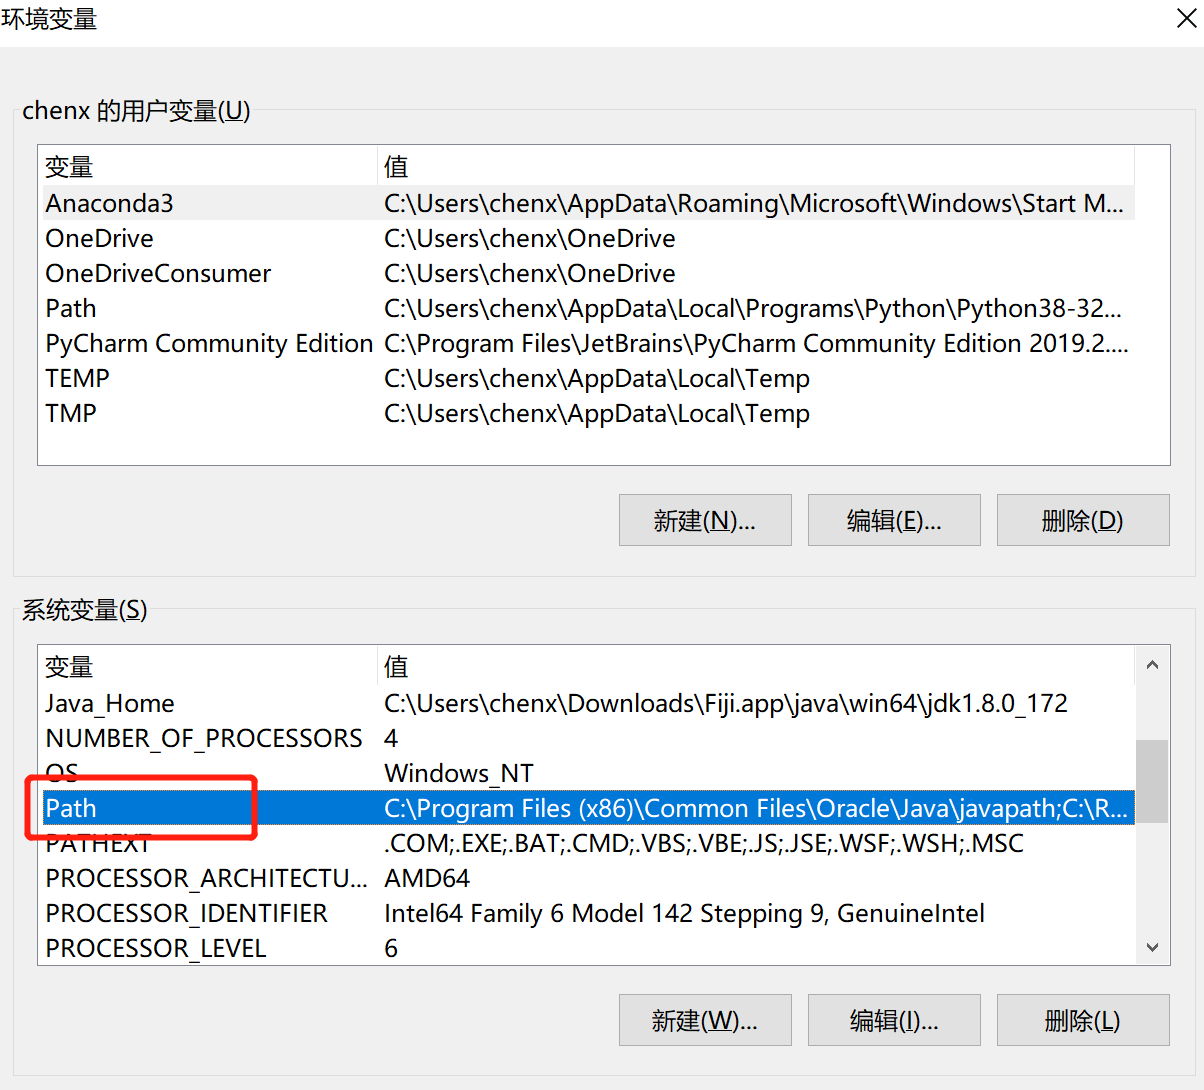 环境变量
chenx 的用户变量(U)
变量 值
Anaconda3 C:\Users\chenx\AppData\Roaming\Microsoft\Windows\Start M...
OneDrive C:\Users\chenx\OneDrive
OneDriveConsumer C:\Users\chenx\OneDrive
Path C:\Users\chenx\AppData\Local\Programs\Python\Python38-32...
PyCharm Community Edition C:\Program Files\JetBrains\PyCharm Community Edition 2019.2....
TEMP C:\Users\chenx\AppData\Local\Temp
TMP C:\Users\chenx\AppData\Local\Temp
新建(N)... 编辑(E)... 删除(D)
系统变量(S)
变量 值
Java_Home C:\Users\chenx\Downloads\Fiji.app\java\win64\jdk1.8.0_172
NUMBER_OF_PROCESSORS 4
OS Windows_NT
Path C:\Program Files (x86)\Common Files\Oracle\Java\javapath;C:\R...
PATHEXT .COM;.EXE;.BAT;.CMD;.VBS;.VBE;.JS;.JSE;.WSF;.WSH;.MSC
PROCESSOR_ARCHITECTU... AMD64
PROCESSOR_IDENTIFIER Intel64 Family 6 Model 142 Stepping 9, GenuineIntel
PROCESSOR_LEVEL 6
新建(W)... 编辑(I)... 删除(L)